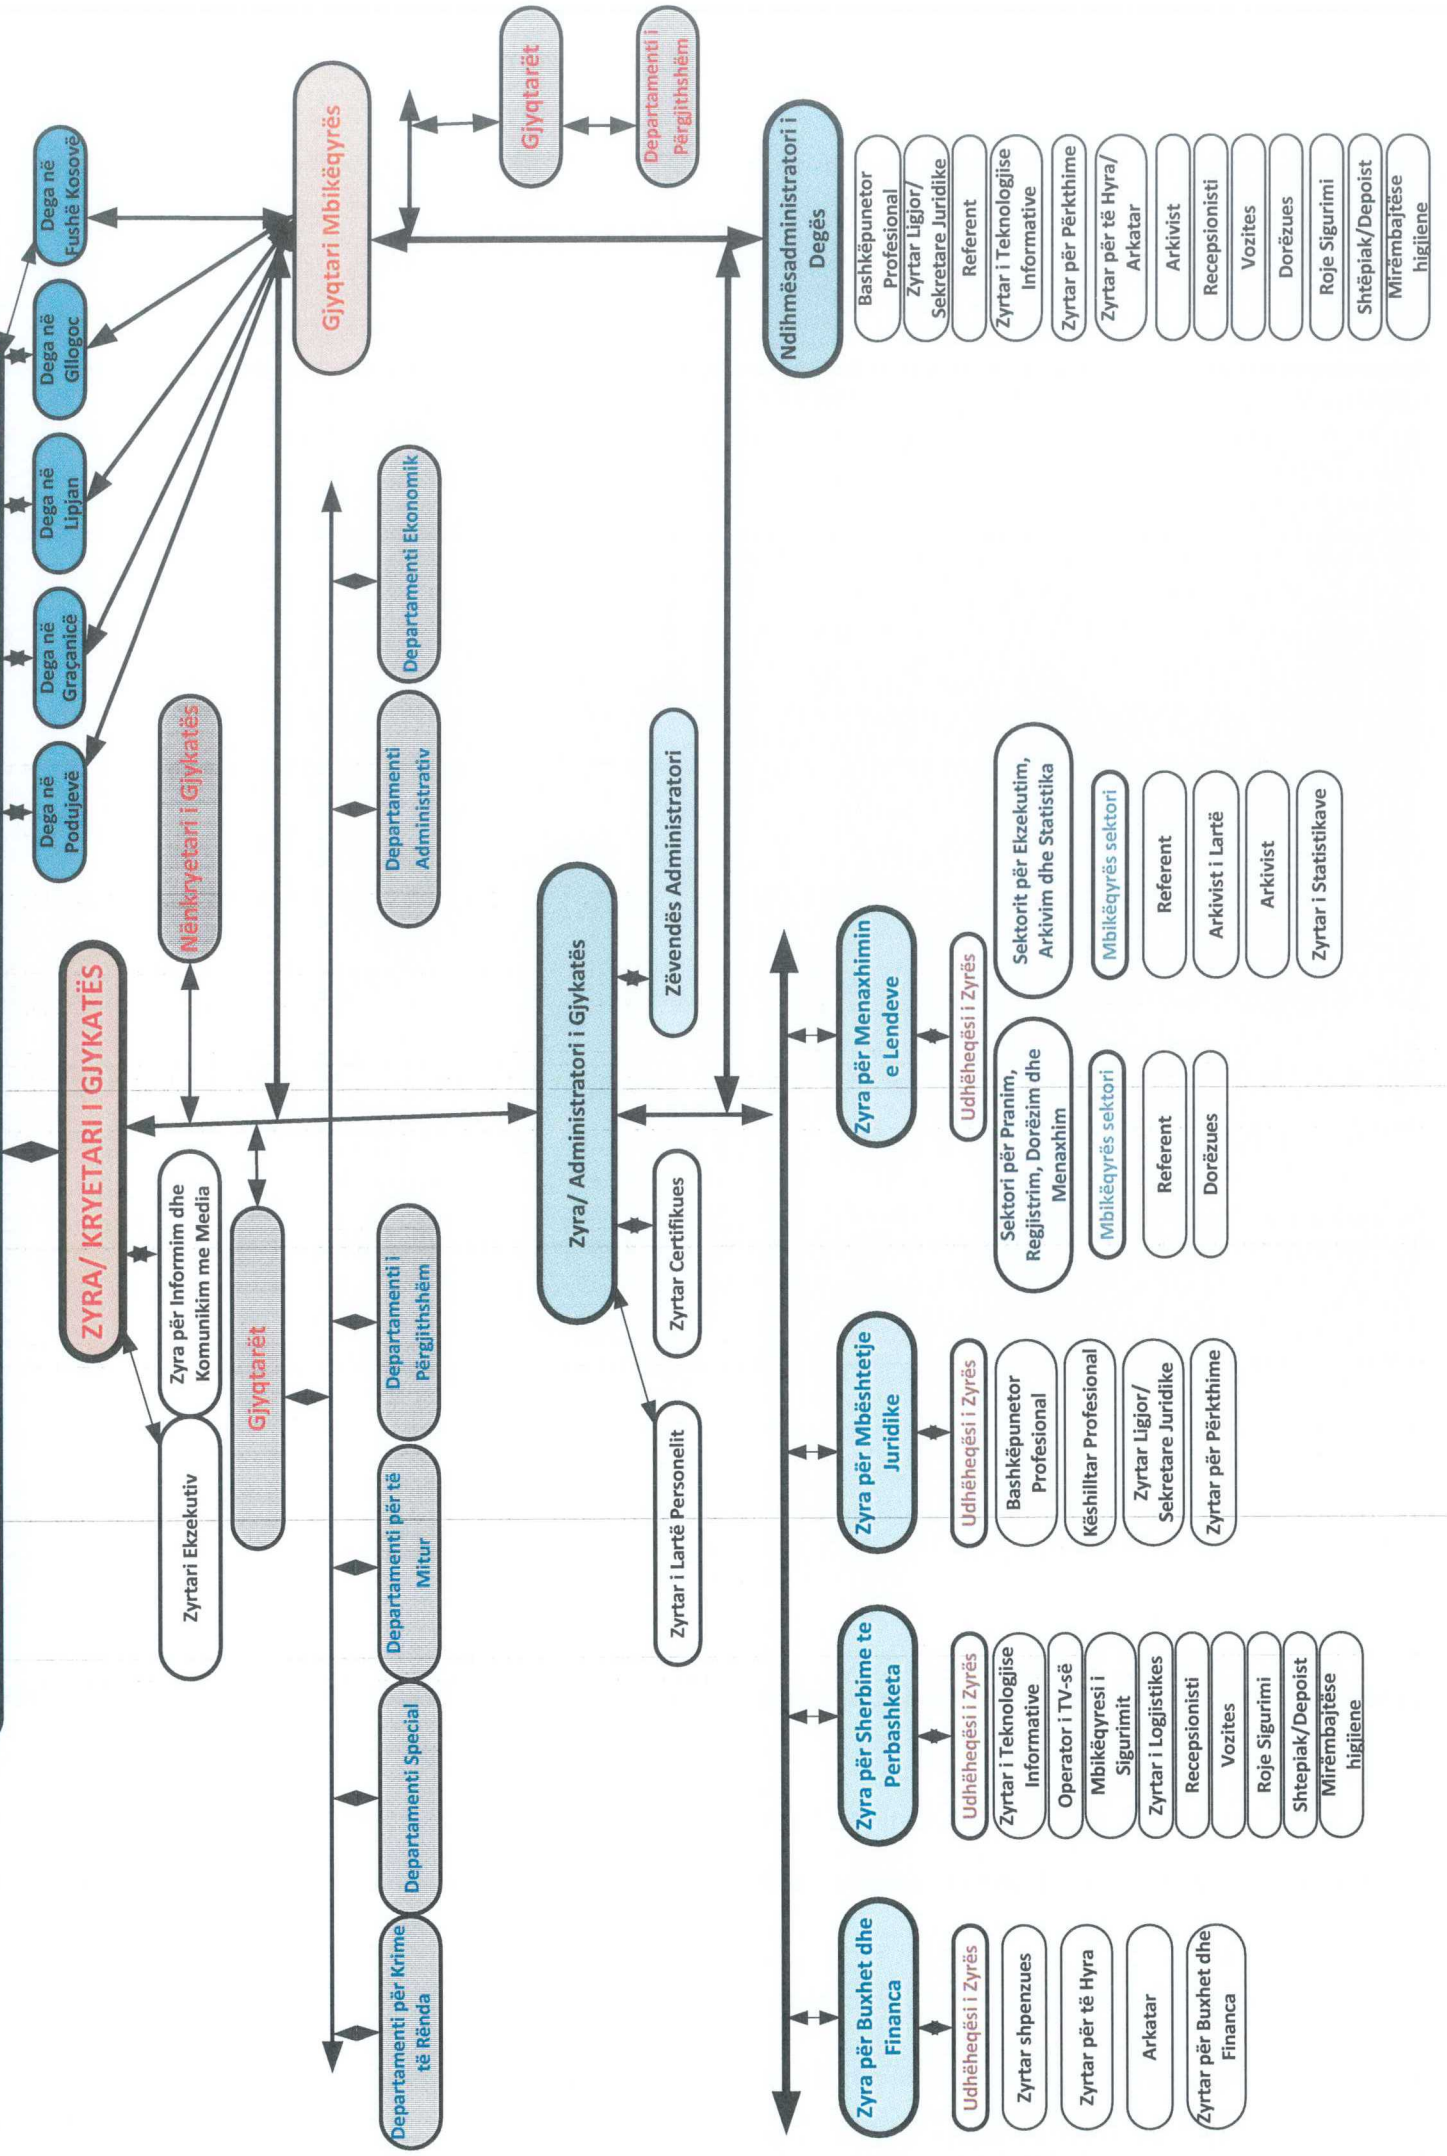 Dega në
Podujevë
Dega në
Graçanicë
Dega në
Lipjan
Dega në
Gllogoc
Dega në
Fushë Kosovë
ZYRA/ KRYETARI I GJYKATËS
Nënkryetari i Gjykatës
Zyrtari Ekzekutiv
Zyra për Informim dhe
Komunikim me Media
Gjyqtarët
Gjyqtari Mbikëqyrës
Gjyqtarët
Departamenti i
Përgjithshëm
Departamenti për Krime
të Rënda
Departamenti Special
Departamenti për të
Mitur
Departamenti i
Përgjithshëm
Departamenti
Administrativ
Departamenti Ekonomik
Zyra/ Administratori i Gjykatës
Zyrtar i Lartë Personelit
Zyrtar Certifikues
Zëvendës Administratori
Zyra për Buxhet dhe
Financa
Udhëheqësi i Zyrës
Zyrtar shpenzues
Zyrtar për të Hyra
Arkatar
Zyrtar për Buxhet dhe
Financa
Zyra për Sherbime te
Perbashketa
Udhëheqësi i Zyrës
Zyrtar i Teknologjise
Informative
Operator i TV-së
Mbikëqyresi i
Sigurimit
Zyrtar i Logjistikes
Recepsionisti
Vozites
Roje Sigurimi
Shtepiak/Depoist
Mirëmbajtëse
higjiene
Zyra për Mbështetje
Juridike
Udhëheqësi i Zyrës
Bashkëpunetor
Profesional
Këshilltar Profesional
Zyrtar Ligjor/
Sekretare Juridike
Zyrtar për Përkthime
Zyra për Menaxhimin
e Lendeve
Udhëheqësi i Zyrës
Sektori për Pranim,
Regjistrim, Dorëzim dhe
Menaxhim
Mbikëqyrës sektori
Referent
Dorëzues
Sektorit për Ekzekutim,
Arkivim dhe Statistika
Mbikëqyrës sektori
Referent
Arkivist i Lartë
Arkivist
Zyrtar i Statistikave
Ndihmësadministratori i
Degës
Bashkëpunetor
Profesional
Zyrtar Ligjor/
Sekretare Juridike
Referent
Zyrtar i Teknologjise
Informative
Zyrtar për Përkthime
Zyrtar për të Hyra/
Arkatar
Arkivist
Recepsionisti
Vozites
Dorëzues
Roje Sigurimi
Shtëpiak/Depoist
Mirëmbajtëse
higjiene